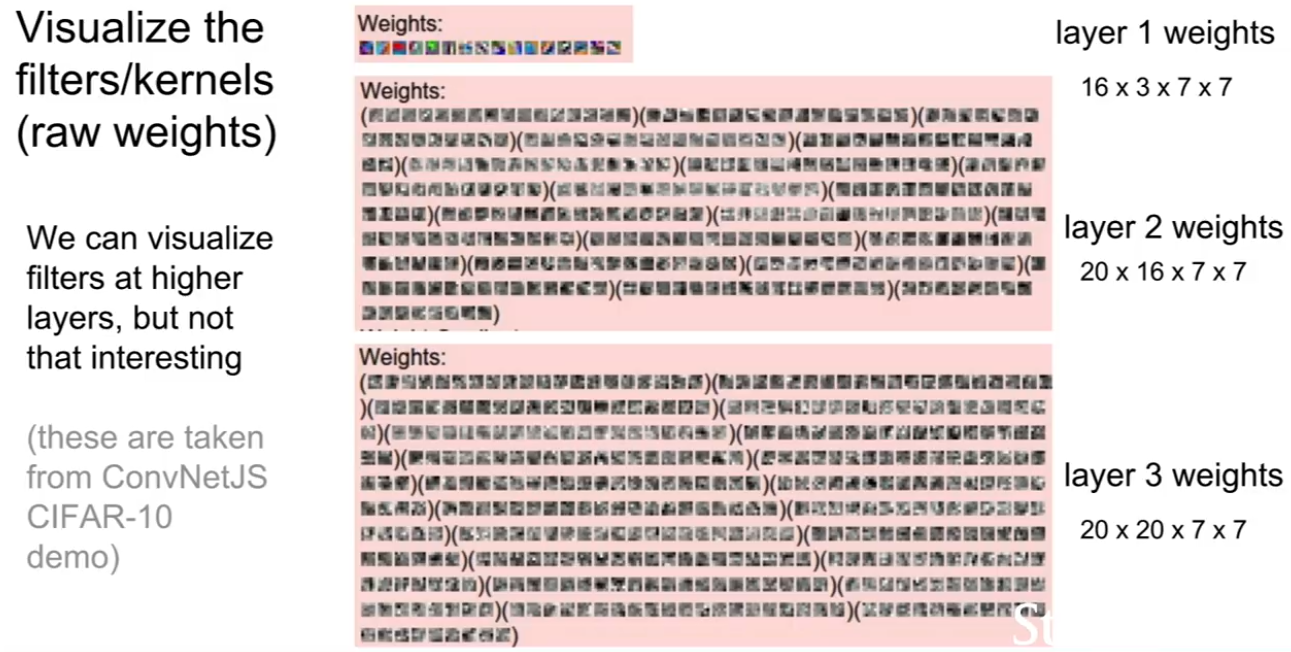 Visualize the
filters/kernels
(raw weights)
We can visualize
filters at higher
layers, but not
that interesting
(these are taken
from ConvNetJS
CIFAR-10
demo)
Weights:
layer 1 weights
16 x 3 x 7 x 7
Weights:
layer 2 weights
20 x 16 x 7 x 7
Weights:
layer 3 weights
20 x 20 x 7 x 7
St